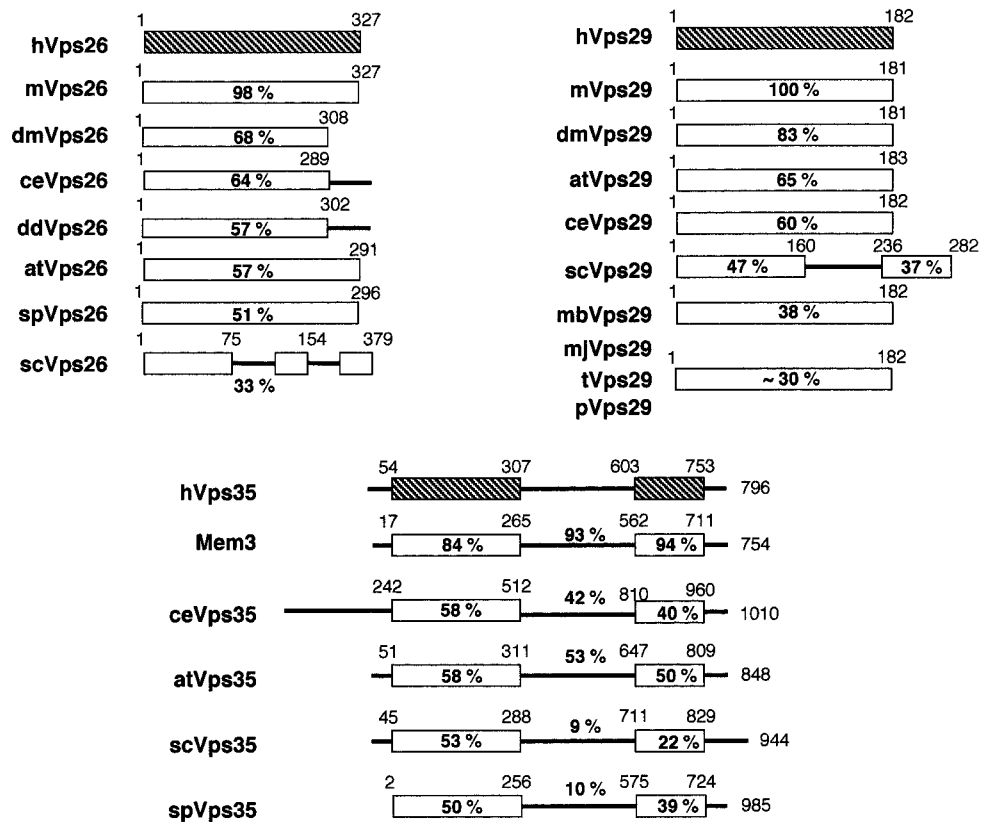 1 327
hVps26
1 327
mVps26 98 %
1 308
dmVps26 68 %
1 289
ceVps26 64 %
1 302
ddVps26 57 %
1 291
atVps26 57 %
1 296
spVps26 51 %
1 75 154 379
scVps26
33 %
1 182
hVps29
1 181
mVps29 100 %
1 181
dmVps29 83 %
1 183
atVps29 65 %
1 182
ceVps29 60 %
1 160 236 282
scVps29 47 % 37 %
1 182
mbVps29 38 %
mjVps29
1 182
tVps29 ~ 30 %
pVps29
54 307 603 753
hVps35 796
17 265 93 % 562 711
Mem3 84 % 94 % 754
242 512 42 % 810 960
ceVps35 58 % 40 % 1010
51 311 53 % 647 809
atVps35 58 % 50 % 848
45 288 9 % 711 829
scVps35 53 % 22 % 944
2 256 10 % 575 724
spVps35 50 % 39 % 985